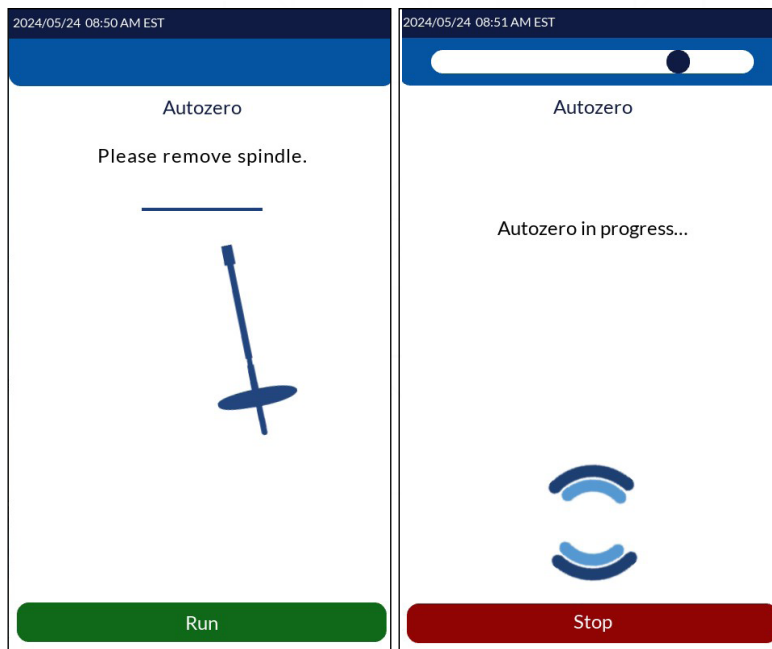 2024/05/24 08:50 AM EST
Autozero
Please remove spindle.
Run
2024/05/24 08:51 AM EST
Autozero
Autozero in progress...
Stop